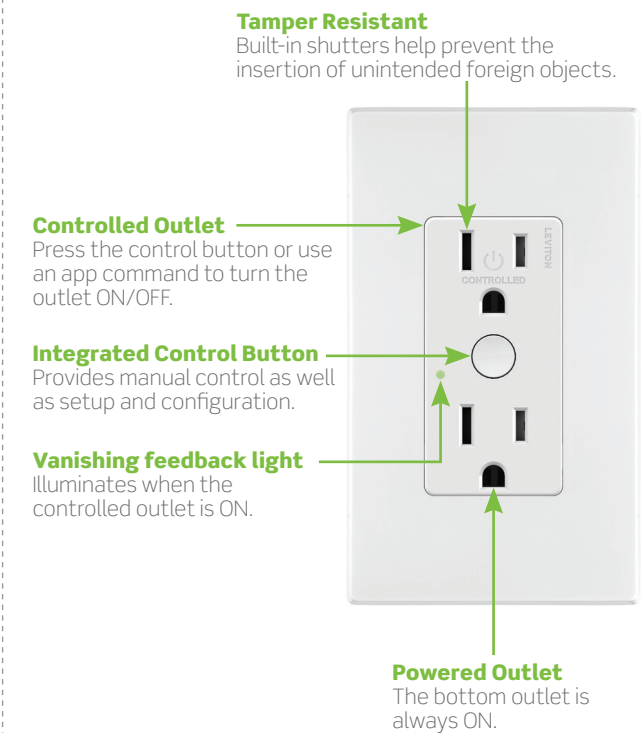 Tamper Resistant
Built-in shutters help prevent the
insertion of unintended foreign objects.
Controlled Outlet
Press the control button or use
an app command to turn the
outlet ON/OFF.
LEVITON
CONTROLLED
Integrated Control Button
Provides manual control as well
as setup and configuration.
Vanishing feedback light
Illuminates when the
controlled outlet is ON.
Powered Outlet
The bottom outlet is
always ON.